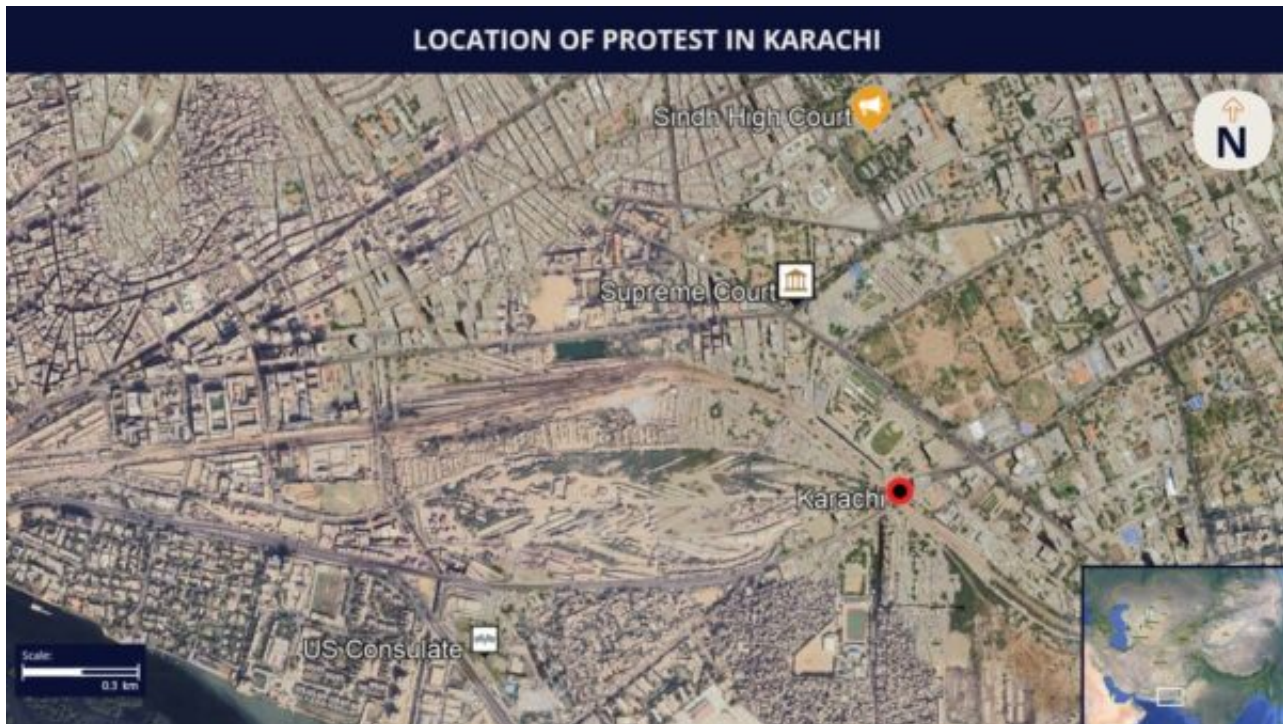 LOCATION OF PROTEST IN KARACHI
Sindh High Court
N
Supreme Court
Karachi
US Consulate
Scale:
0.3 km